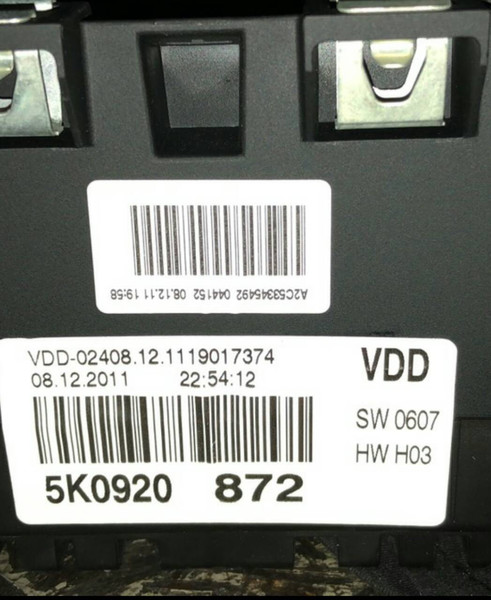 A2C53345492 044152 08.12.11 19:58
VDD-02408.12.1119017374
08.12.2011 22:54:12
VDD
SW 0607
HW H03
5K0920 872